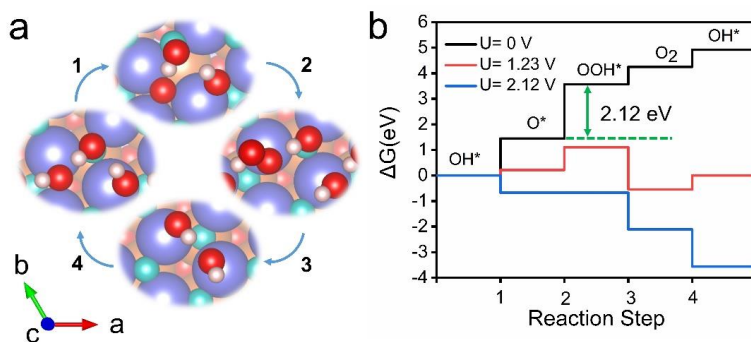 a
1
2
3
4
b
a
c
b
U= 0 V
U= 1.23 V
U= 2.12 V
OH*
O*
OOH*
O₂
OH*
2.12 eV
ΔG(eV)
6
5
4
3
2
1
0
-1
-2
-3
-4
1
2
3
4
Reaction Step